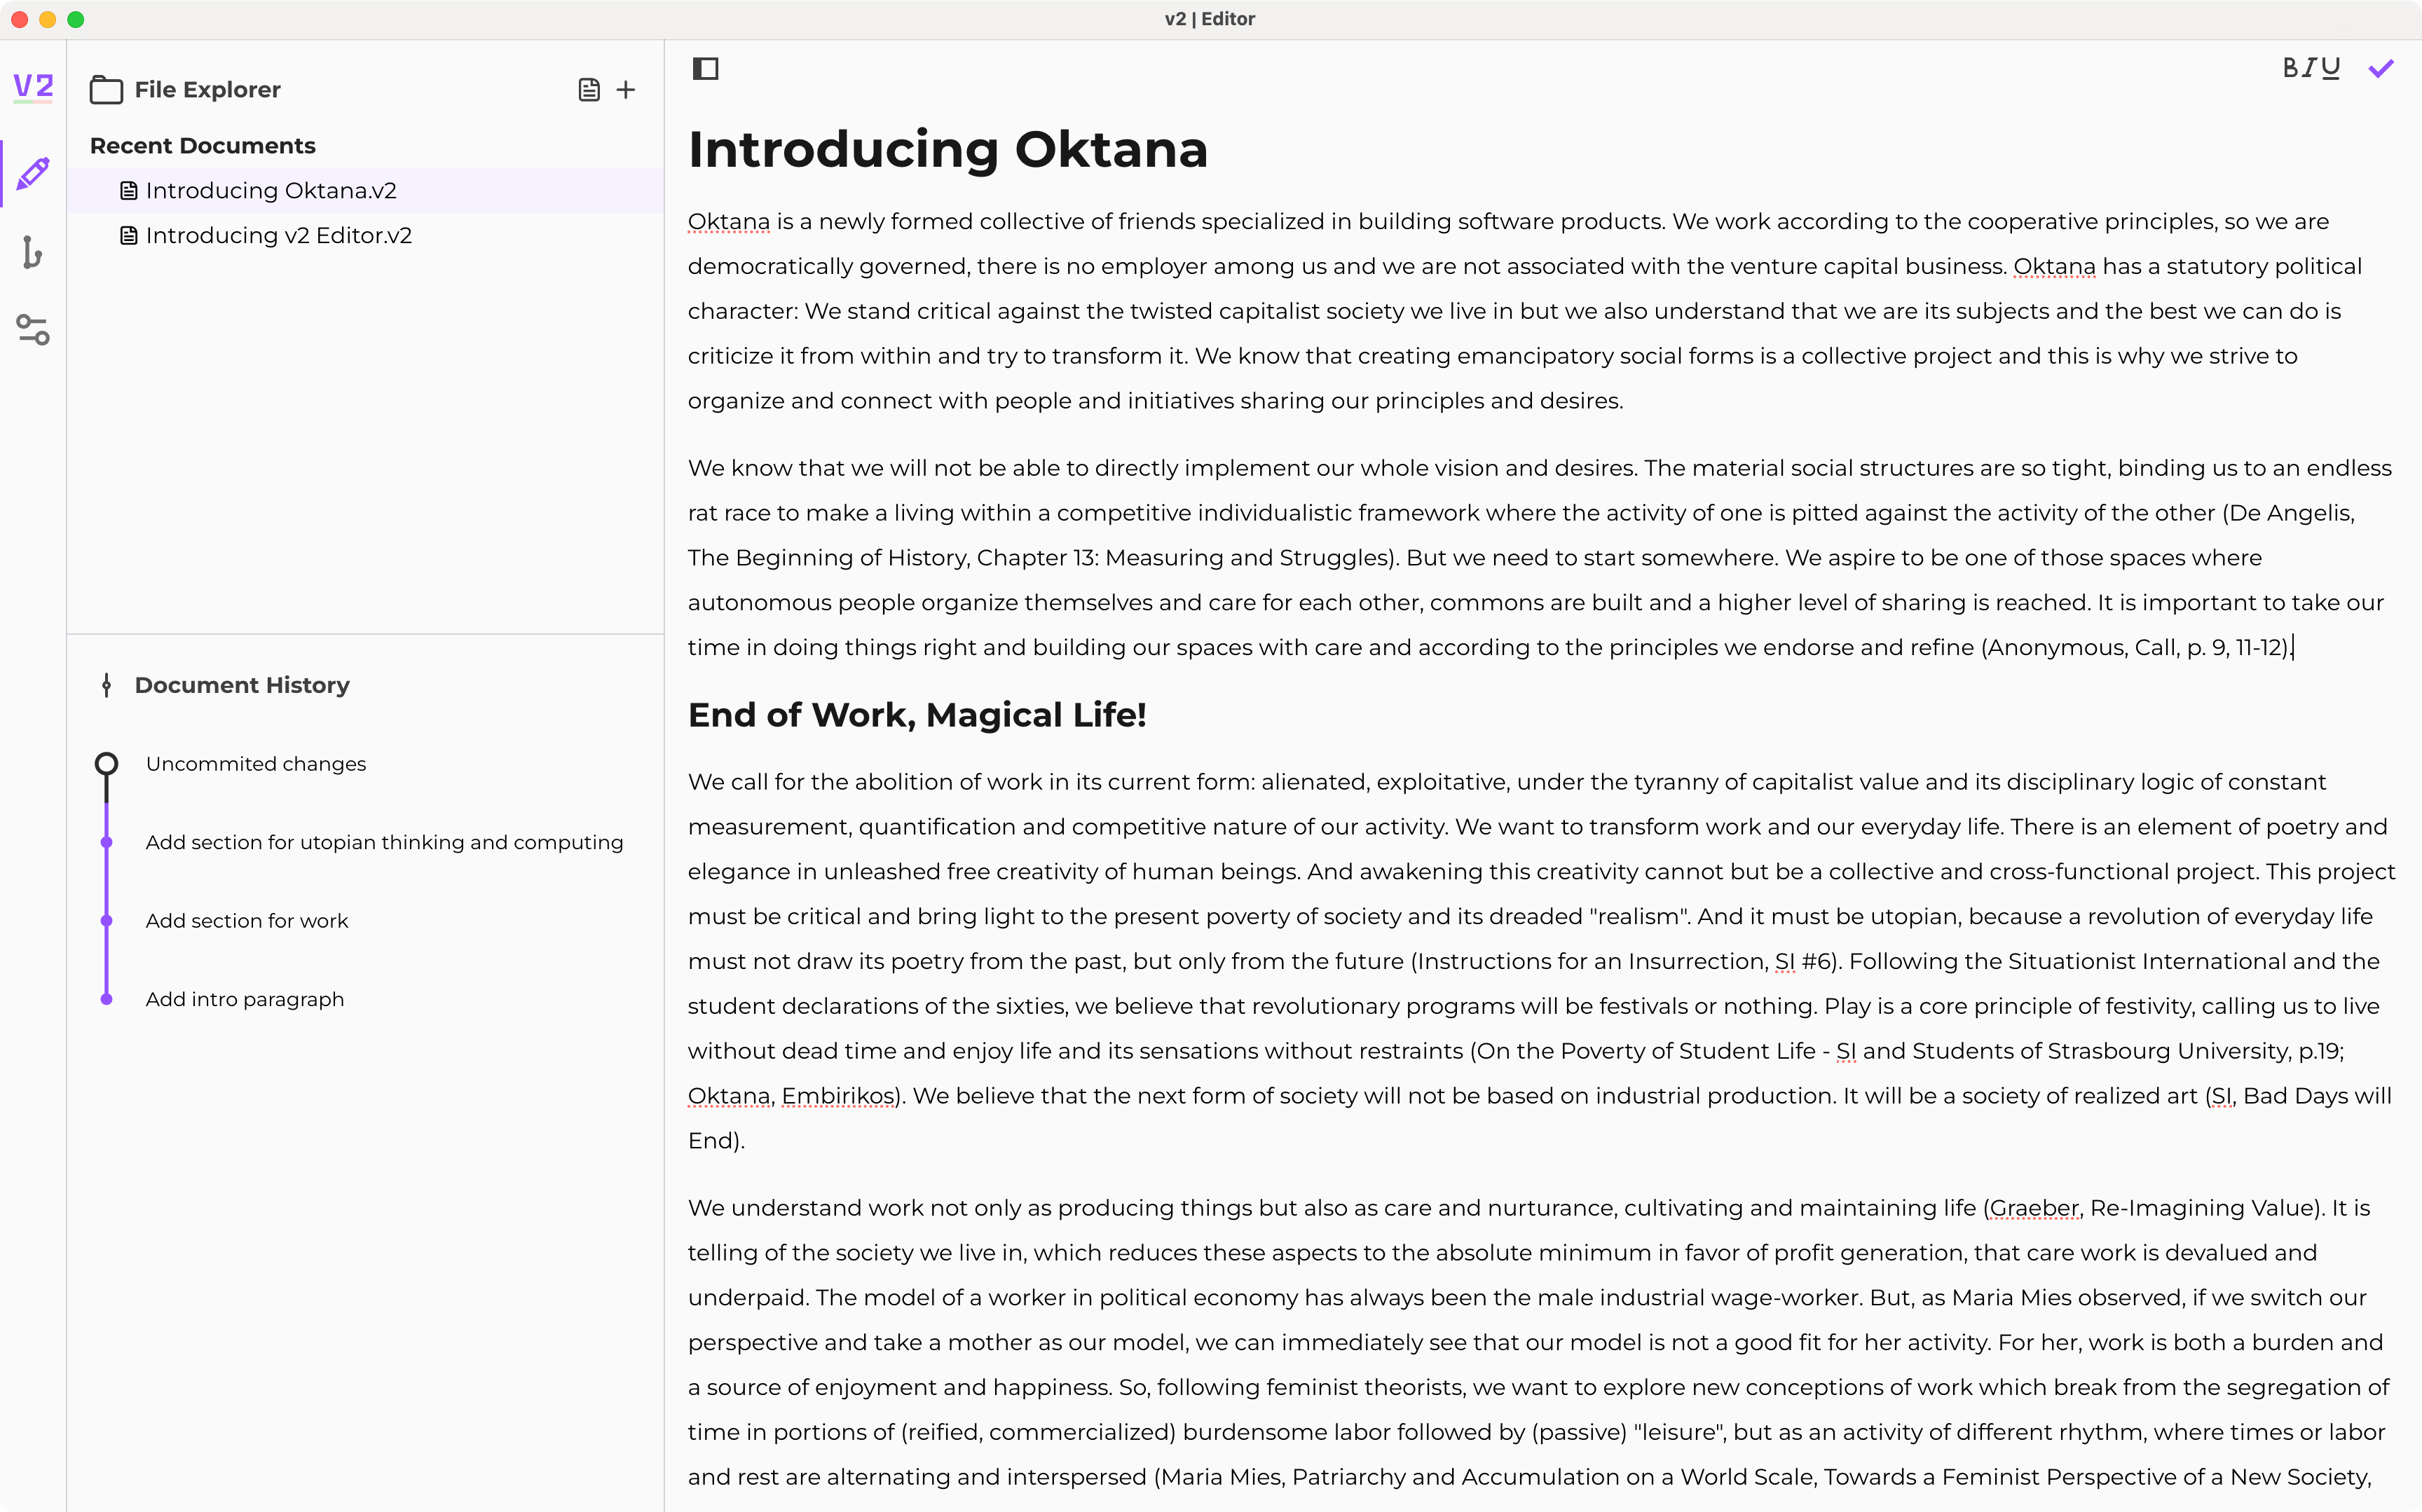 v2 | Editor
V2
File Explorer
Recent Documents
Introducing Oktana.v2
Introducing v2 Editor.v2
Document History
Uncommited changes
Add section for utopian thinking and computing
Add section for work
Add intro paragraph
B I U
Introducing Oktana
Oktana is a newly formed collective of friends specialized in building software products. We work according to the cooperative principles, so we are
democratically governed, there is no employer among us and we are not associated with the venture capital business. Oktana has a statutory political
character: We stand critical against the twisted capitalist society we live in but we also understand that we are its subjects and the best we can do is
criticize it from within and try to transform it. We know that creating emancipatory social forms is a collective project and this is why we strive to
organize and connect with people and initiatives sharing our principles and desires.
We know that we will not be able to directly implement our whole vision and desires. The material social structures are so tight, binding us to an endless
rat race to make a living within a competitive individualistic framework where the activity of one is pitted against the activity of the other (De Angelis,
The Beginning of History, Chapter 13: Measuring and Struggles). But we need to start somewhere. We aspire to be one of those spaces where
autonomous people organize themselves and care for each other, commons are built and a higher level of sharing is reached. It is important to take our
time in doing things right and building our spaces with care and according to the principles we endorse and refine (Anonymous, Call, p. 9, 11-12).
End of Work, Magical Life!
We call for the abolition of work in its current form: alienated, exploitative, under the tyranny of capitalist value and its disciplinary logic of constant
measurement, quantification and competitive nature of our activity. We want to transform work and our everyday life. There is an element of poetry and
elegance in unleashed free creativity of human beings. And awakening this creativity cannot but be a collective and cross-functional project. This project
must be critical and bring light to the present poverty of society and its dreaded "realism". And it must be utopian, because a revolution of everyday life
must not draw its poetry from the past, but only from the future (Instructions for an Insurrection, SI #6). Following the Situationist International and the
student declarations of the sixties, we believe that revolutionary programs will be festivals or nothing. Play is a core principle of festivity, calling us to live
without dead time and enjoy life and its sensations without restraints (On the Poverty of Student Life - SI and Students of Strasbourg University, p.19;
Oktana, Embirikos). We believe that the next form of society will not be based on industrial production. It will be a society of realized art (SI, Bad Days will
End).
We understand work not only as producing things but also as care and nurturance, cultivating and maintaining life (Graeber, Re-Imagining Value). It is
telling of the society we live in, which reduces these aspects to the absolute minimum in favor of profit generation, that care work is devalued and
underpaid. The model of a worker in political economy has always been the male industrial wage-worker. But, as Maria Mies observed, if we switch our
perspective and take a mother as our model, we can immediately see that our model is not a good fit for her activity. For her, work is both a burden and
a source of enjoyment and happiness. So, following feminist theorists, we want to explore new conceptions of work which break from the segregation of
time in portions of (reified, commercialized) burdensome labor followed by (passive) "leisure", but as an activity of different rhythm, where times or labor
and rest are alternating and interspersed (Maria Mies, Patriarchy and Accumulation on a World Scale, Towards a Feminist Perspective of a New Society,